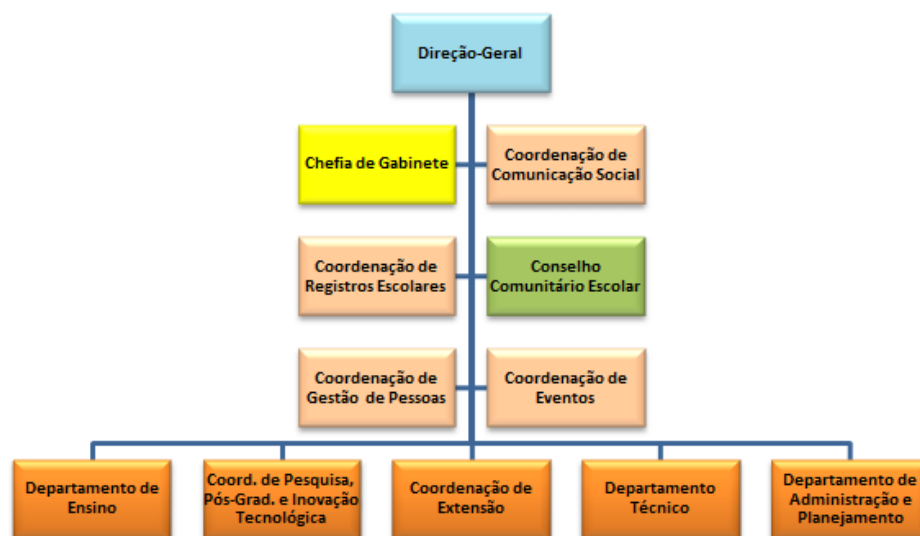 Direção-Geral
Chefia de Gabinete
Coordenação de
Comunicação Social
Coordenação de
Registros Escolares
Conselho
Comunitário Escolar
Coordenação de
Gestão de Pessoas
Coordenação de
Eventos
Departamento de
Ensino
Coord. de Pesquisa,
Pós-Grad. e Inovação
Tecnológica
Coordenação de
Extensão
Departamento
Técnico
Departamento de
Administração e
Planejamento